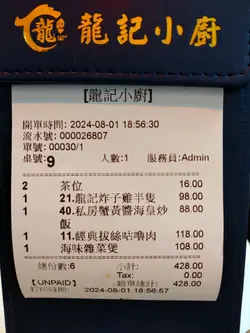 龍記小廚
[龍記小廚]
開單時間: 2024-08-01 18:56:30
流水號: 000026807
單號: 00030/1
桌號:9 人數:1 服務員:Admin
2 茶位 16.00
1 21.龍記炸子雞半隻 98.00
1 40.私房蟹黃醬海皇炒 88.00
飯
1 11.經典拔絲咕嚕肉 118.00
1 海味雜菜煲 108.00
總份數:6 小計: 428.00
Tax: 0.00
賬單總計: 428.00
[UNPAID]
2024-08-01 18:56:57